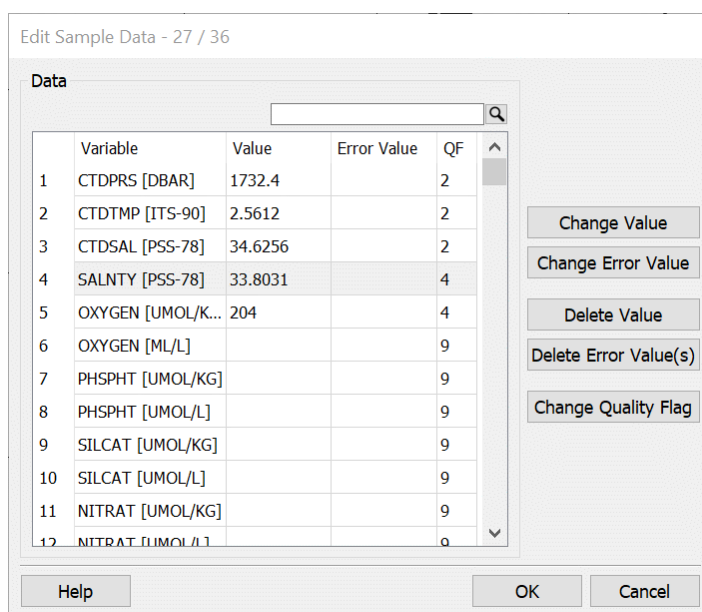 Edit Sample Data - 27 / 36
Data
Variable Value Error Value QF
1 CTDPRS [DBAR] 1732.4 2
2 CTDTMP [ITS-90] 2.5612 2
3 CTDSAL [PSS-78] 34.6256 2
4 SALNTY [PSS-78] 33.8031 4
5 OXYGEN [UMOL/K... 204 4
6 OXYGEN [ML/L] 9
7 PHSPHT [UMOL/KG] 9
8 PHSPHT [UMOL/L] 9
9 SILCAT [UMOL/KG] 9
10 SILCAT [UMOL/L] 9
11 NITRAT [UMOL/KG] 9
12 NITRAT [UMOL/L] 9
Change Value
Change Error Value
Delete Value
Delete Error Value(s)
Change Quality Flag
Help OK Cancel